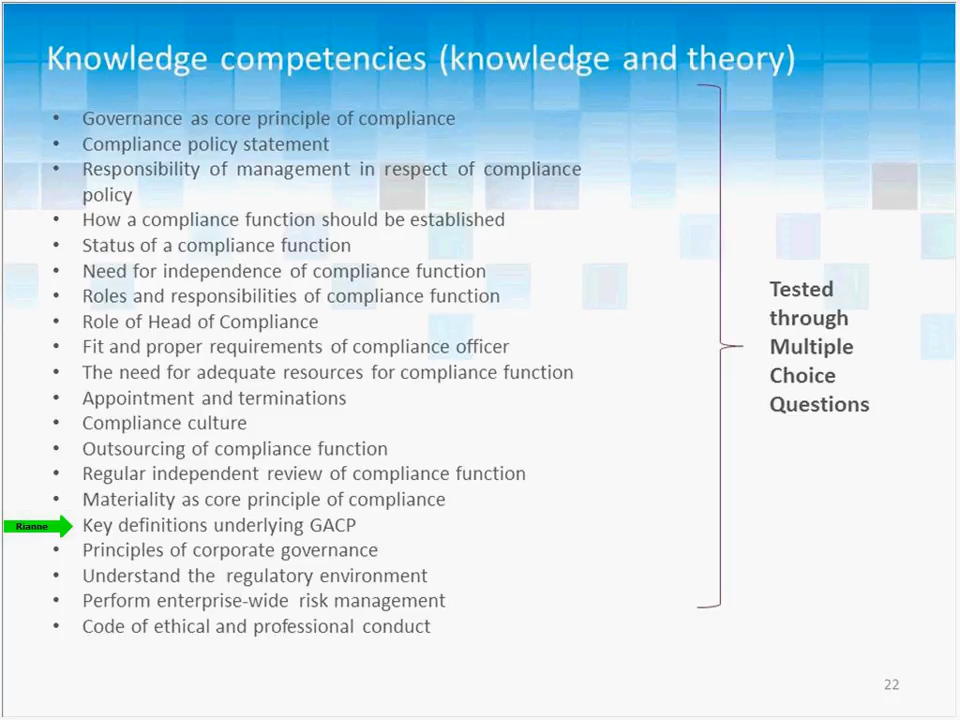 Knowledge competencies (knowledge and theory)
• Governance as core principle of compliance
• Compliance policy statement
• Responsibility of management in respect of compliance
policy
• How a compliance function should be established
• Status of a compliance function
• Need for independence of compliance function
• Roles and responsibilities of compliance function
• Role of Head of Compliance
• Fit and proper requirements of compliance officer
• The need for adequate resources for compliance function
• Appointment and terminations
• Compliance culture
• Outsourcing of compliance function
• Regular independent review of compliance function
• Materiality as core principle of compliance
Rianne
Key definitions underlying GACP
• Principles of corporate governance
• Understand the regulatory environment
• Perform enterprise-wide risk management
• Code of ethical and professional conduct
Tested
through
Multiple
Choice
Questions
22